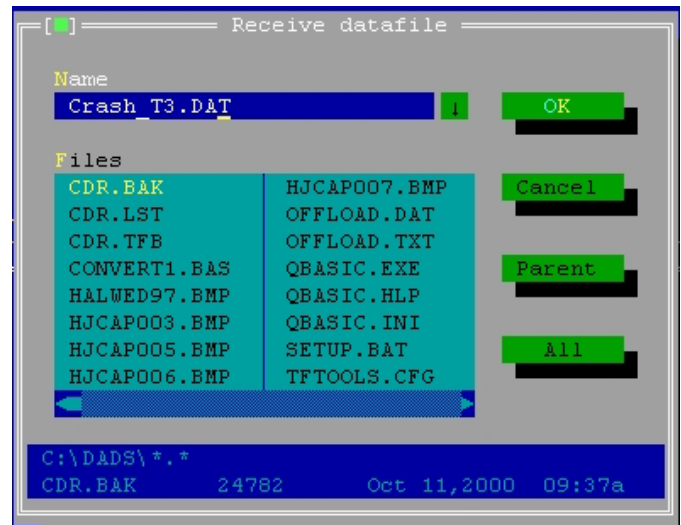 [■] Receive datafile
Name
Crash_T3.DAT ↓ OK
Files
CDR.BAK HJCAP007.BMP Cancel
CDR.LST OFFLOAD.DAT
CDR.TFB OFFLOAD.TXT
CONVERT1.BAS QBASIC.EXE Parent
HALWED97.BMP QBASIC.HLP
HJCAP003.BMP QBASIC.INI
HJCAP005.BMP SETUP.BAT All
HJCAP006.BMP TFTOOLS.CFG
C:\DADS\*.*
CDR.BAK 24782 Oct 11,2000 09:37a